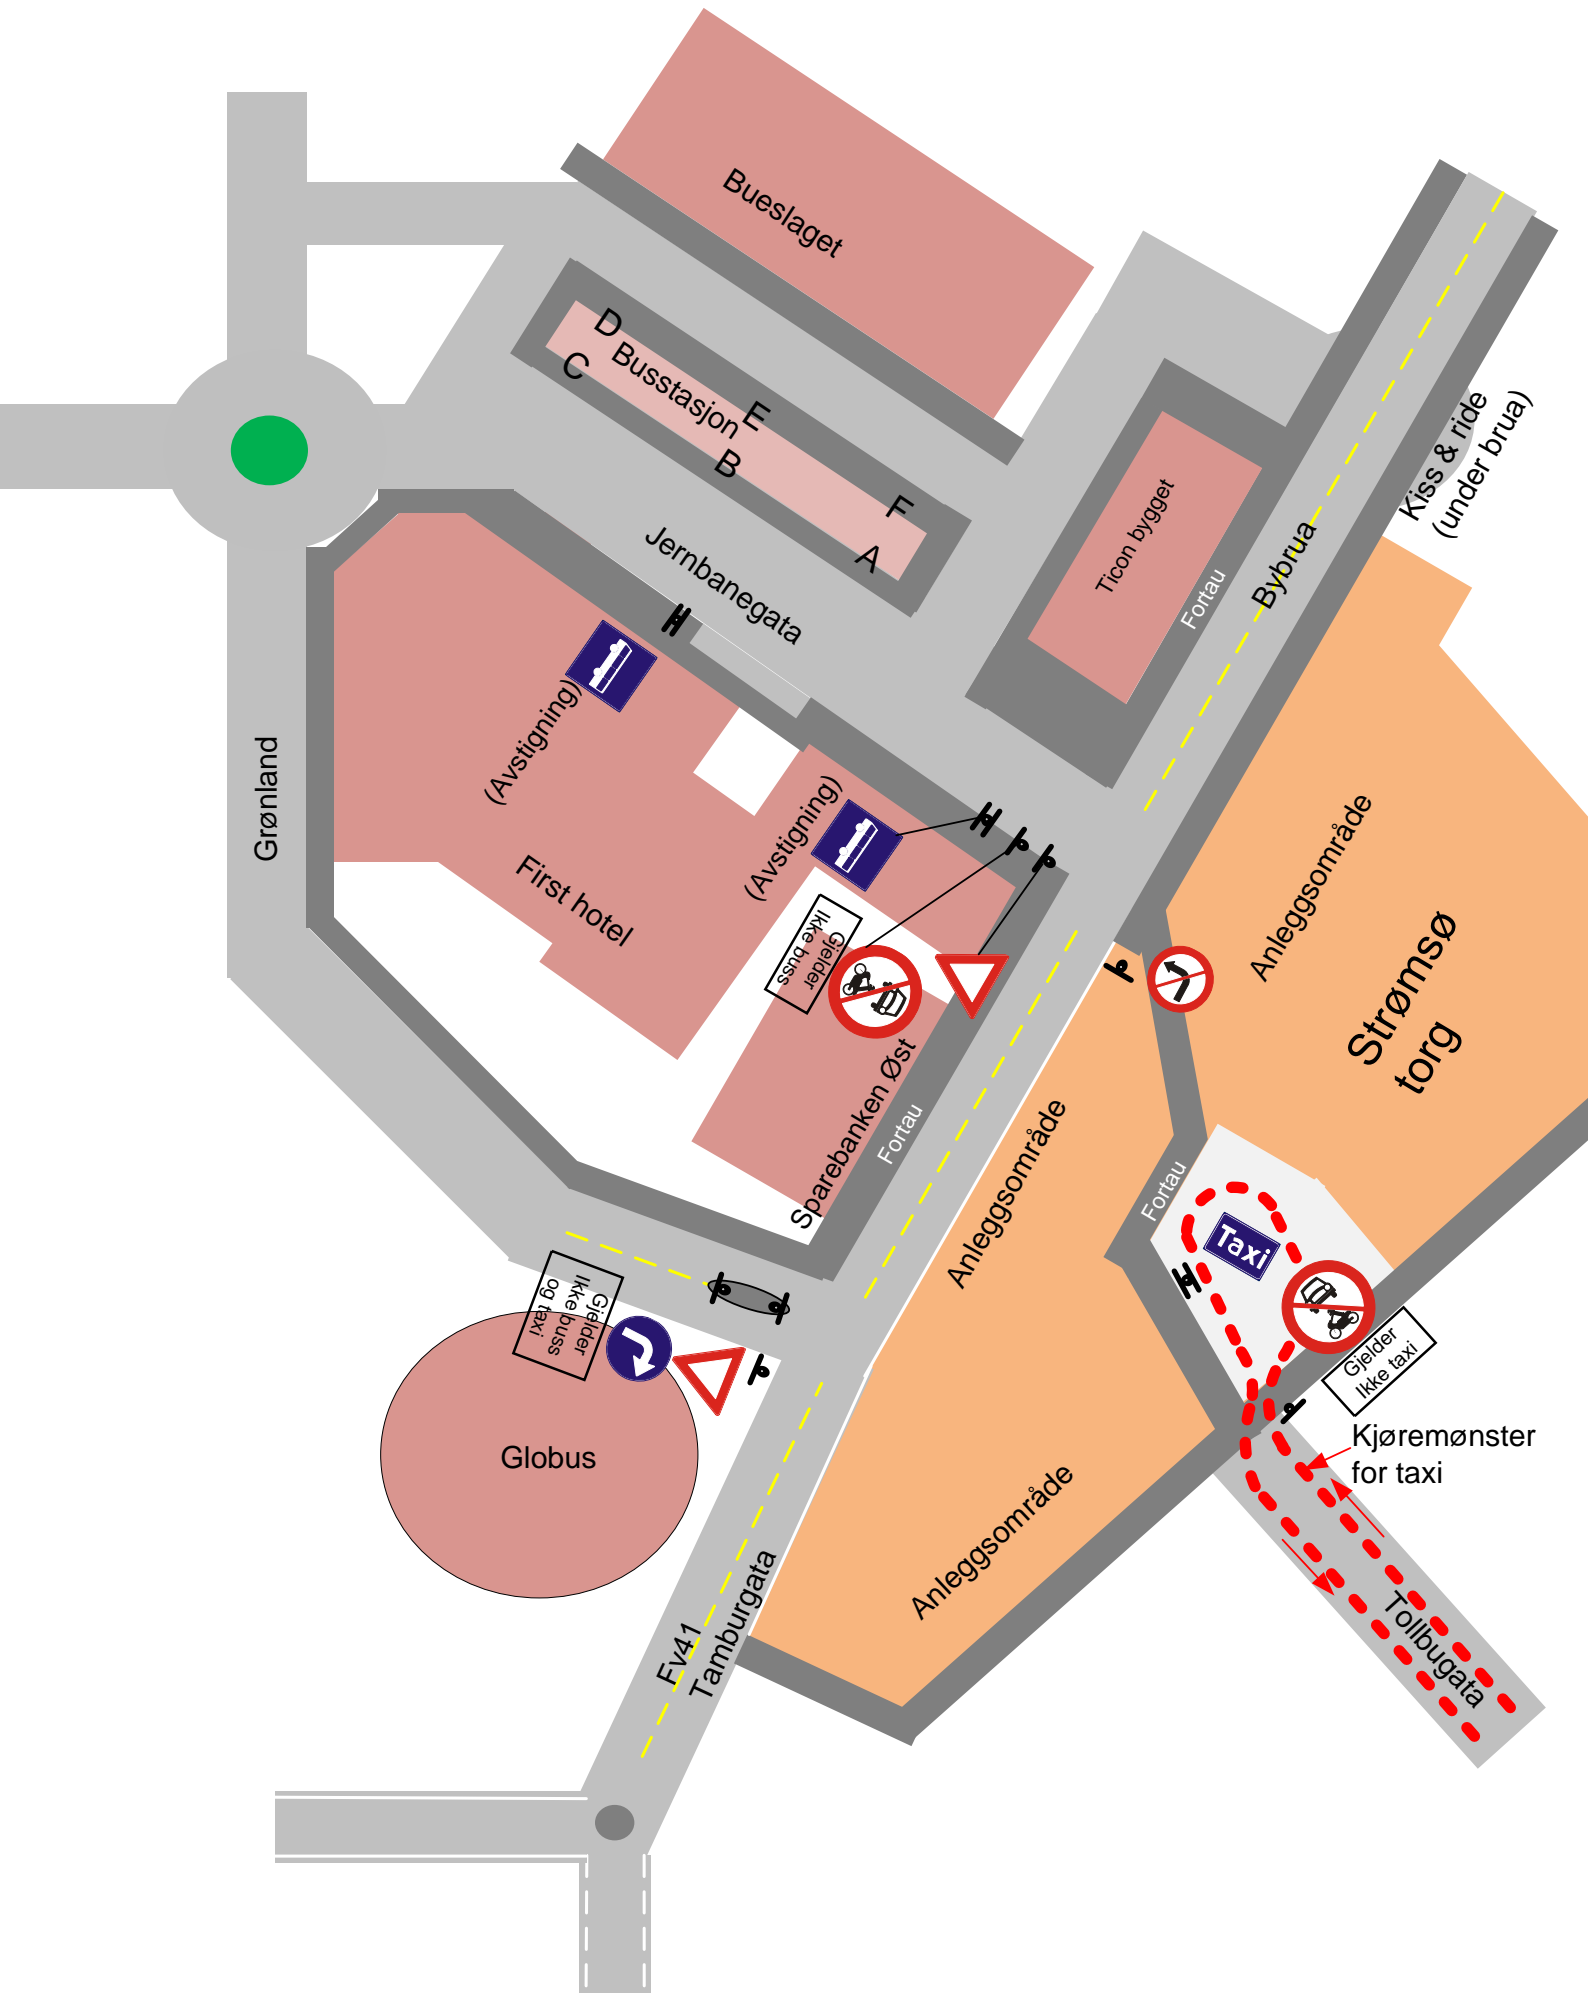 Bueslaget
D
C
Busstasjon
E
B
F
A
Jernbanegata
Ticon bygget
Kiss & ride
(under brua)
Bybrua
Fortau
(Avstigning)
(Avstigning)
Grønland
First hotel
Gjelder
Ikke buss
Anleggsområde
Strømsø
torg
Sparebanken Øst
Fortau
Anleggsområde
Fortau
Taxi
Gjelder
Ikke buss
og taxi
Gjelder
Ikke taxi
Globus
Kjøremønster
for taxi
Anleggsområde
Fv41
Tamburgata
Tollbugata